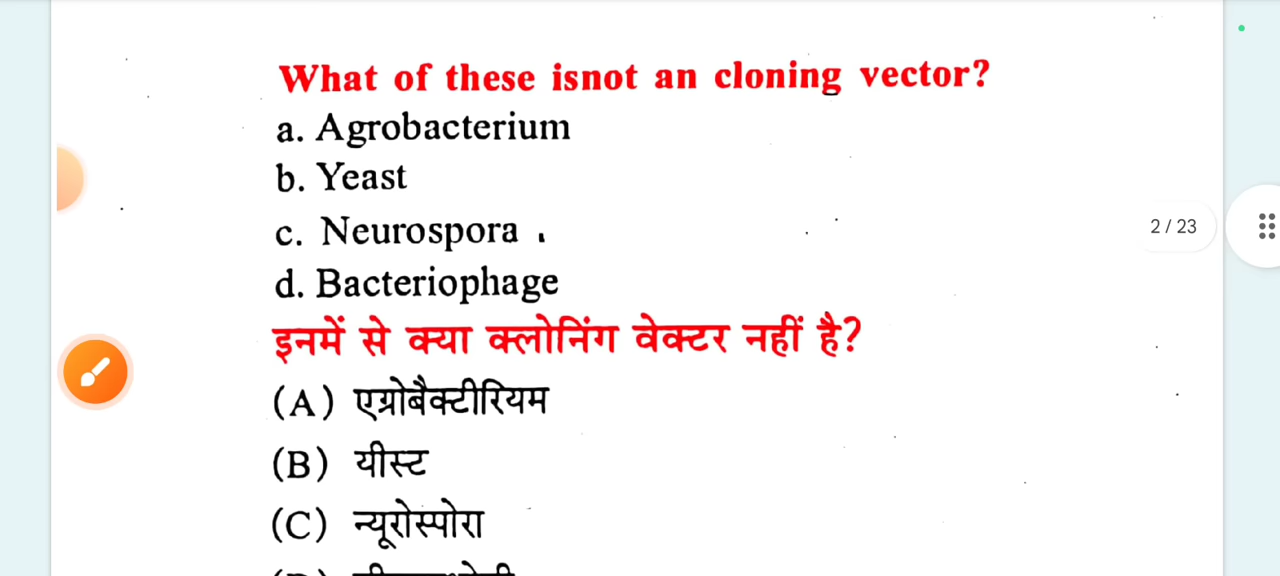 What of these isnot an cloning vector?
a. Agrobacterium
b. Yeast
c. Neurospora
d. Bacteriophage
2 / 23
इनमें से क्या क्लोनिंग वेक्टर नहीं है?
(A) एग्रोबैक्टीरियम
(B) यीस्ट
(C) न्यूरोस्पोरा